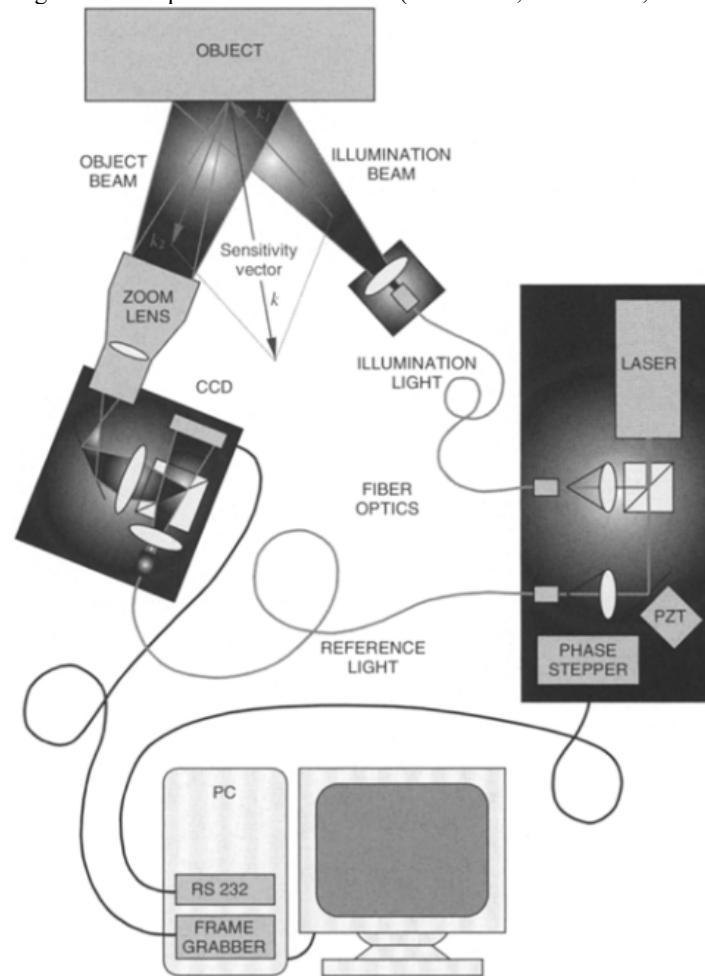 OBJECT
k1
OBJECT
BEAM
ILLUMINATION
BEAM
k2
Sensitivity
vector
k
ZOOM
LENS
LASER
CCD
ILLUMINATION
LIGHT
FIBER
OPTICS
PZT
REFERENCE
LIGHT
PHASE
STEPPER
PC
RS 232
FRAME
GRABBER